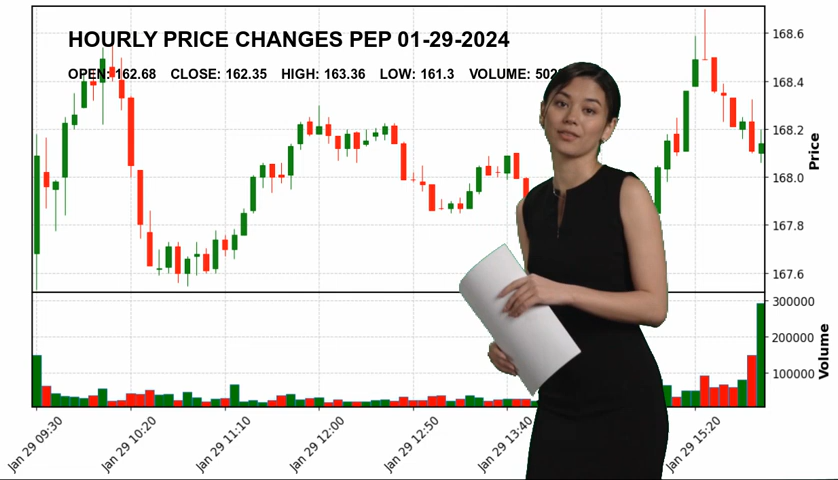 HOURLY PRICE CHANGES PEP 01-29-2024
OPEN: 162.68 CLOSE: 162.35 HIGH: 163.36 LOW: 161.3 VOLUME:
168.6
168.4
168.2
168.0
167.8
167.6
Price
300000
200000
100000
Volume
Jan 29 09:30
Jan 29 10:20
Jan 29 11:10
Jan 29 12:00
Jan 29 12:50
Jan 29 13:40
Jan 29 15:20